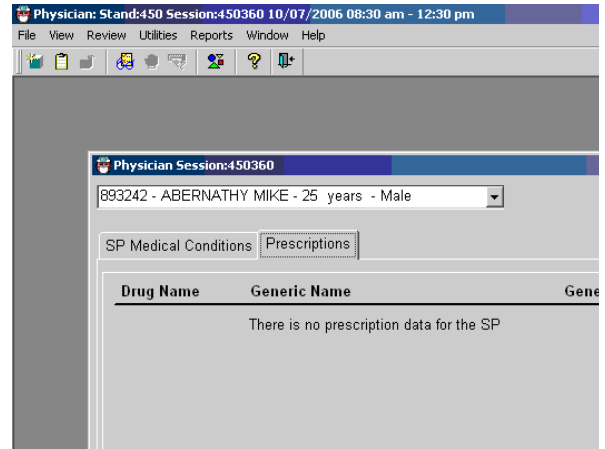 Physician: Stand:450 Session:450360 10/07/2006 08:30 am - 12:30 pm
File View Review Utilities Reports Window Help
Physician Session:450360
893242 - ABERNATHY MIKE - 25 years - Male
SP Medical Conditions Prescriptions
Drug Name Generic Name Gene
There is no prescription data for the SP